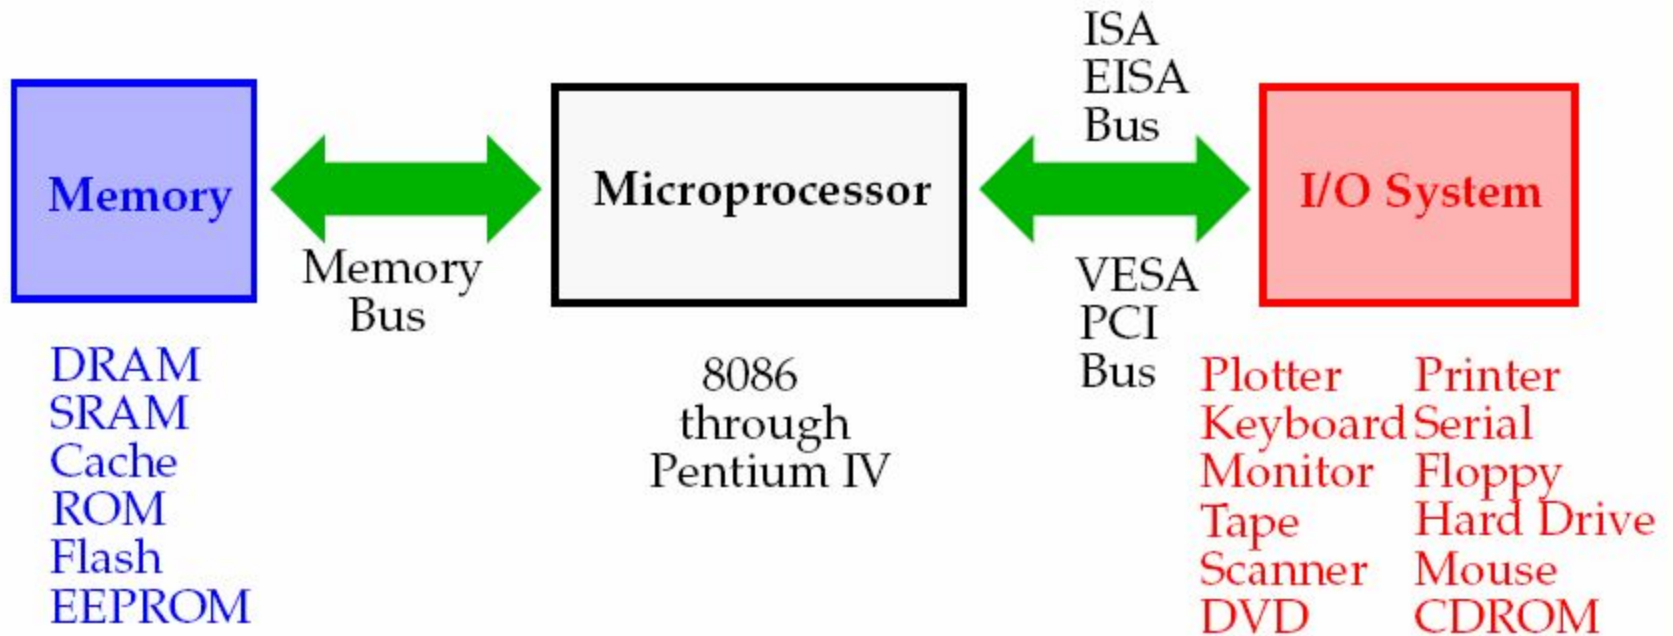 Memory
DRAM
SRAM
Cache
ROM
Flash
EEPROM
Memory
Bus
Microprocessor
8086
through
Pentium IV
ISA
EISA
Bus
VESA
PCI
Bus
I/O System
Plotter Printer
Keyboard Serial
Monitor Floppy
Tape Hard Drive
Scanner Mouse
DVD CDROM